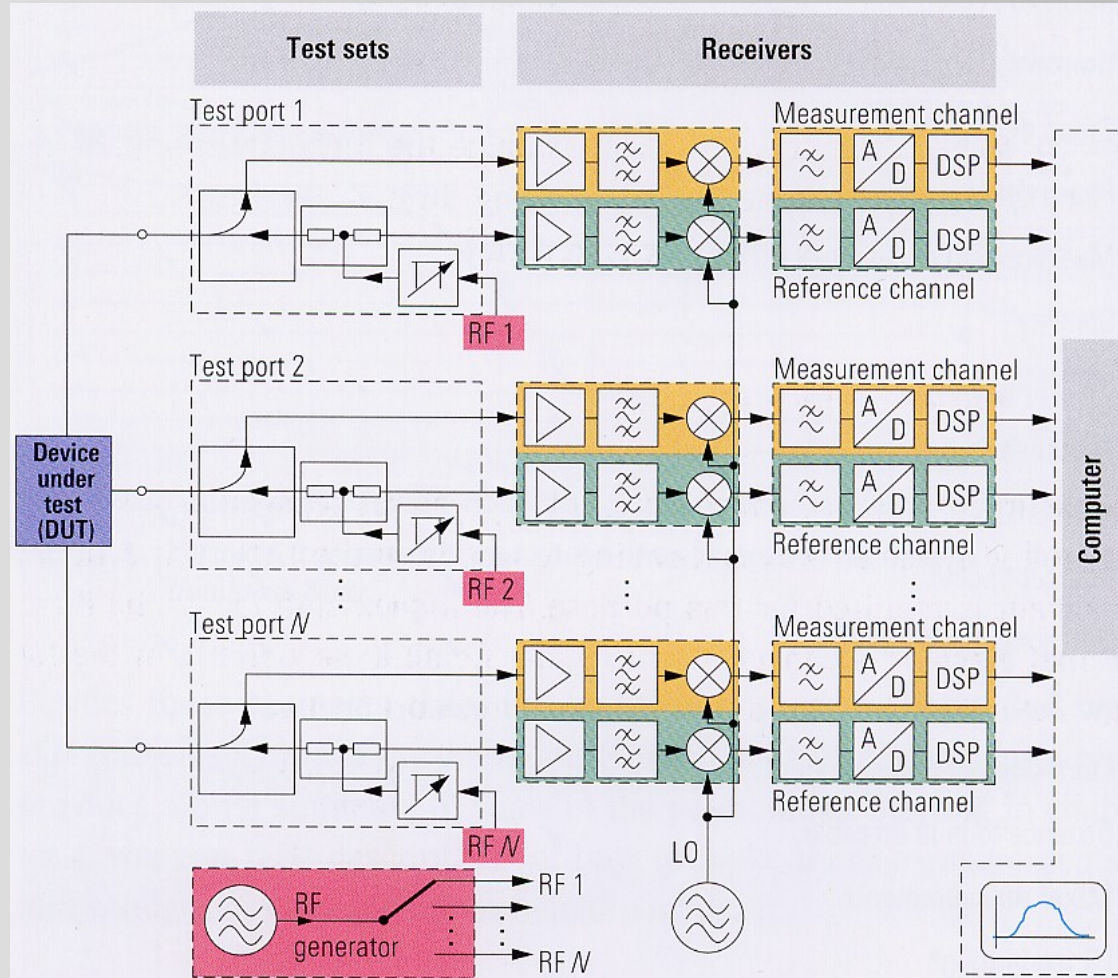 Test sets
Receivers
Test port 1
Measurement channel
A
D
DSP
A
D
DSP
Reference channel
RF 1
Test port 2
Measurement channel
A
D
DSP
A
D
DSP
Reference channel
RF 2
Device
under
test
(DUT)
Computer
Test port N
Measurement channel
A
D
DSP
A
D
DSP
Reference channel
RF N
LO
RF
generator
RF 1
RF N